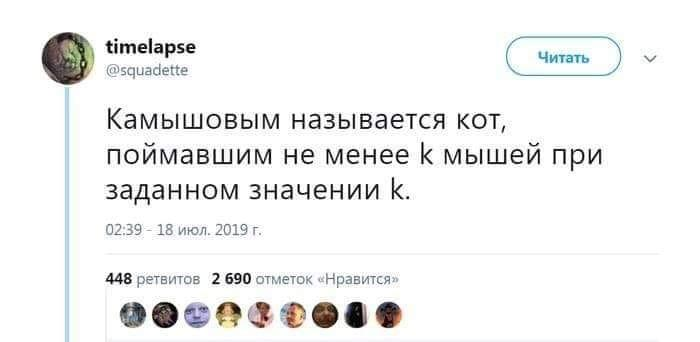 timelapse
@squadette
Читать
Камышовым называется кот,
поймавшим не менее k мышей при
заданном значении k.
02:39 - 18 июл. 2019 г.
448 ретвитов 2 690 отметок «Нравится»